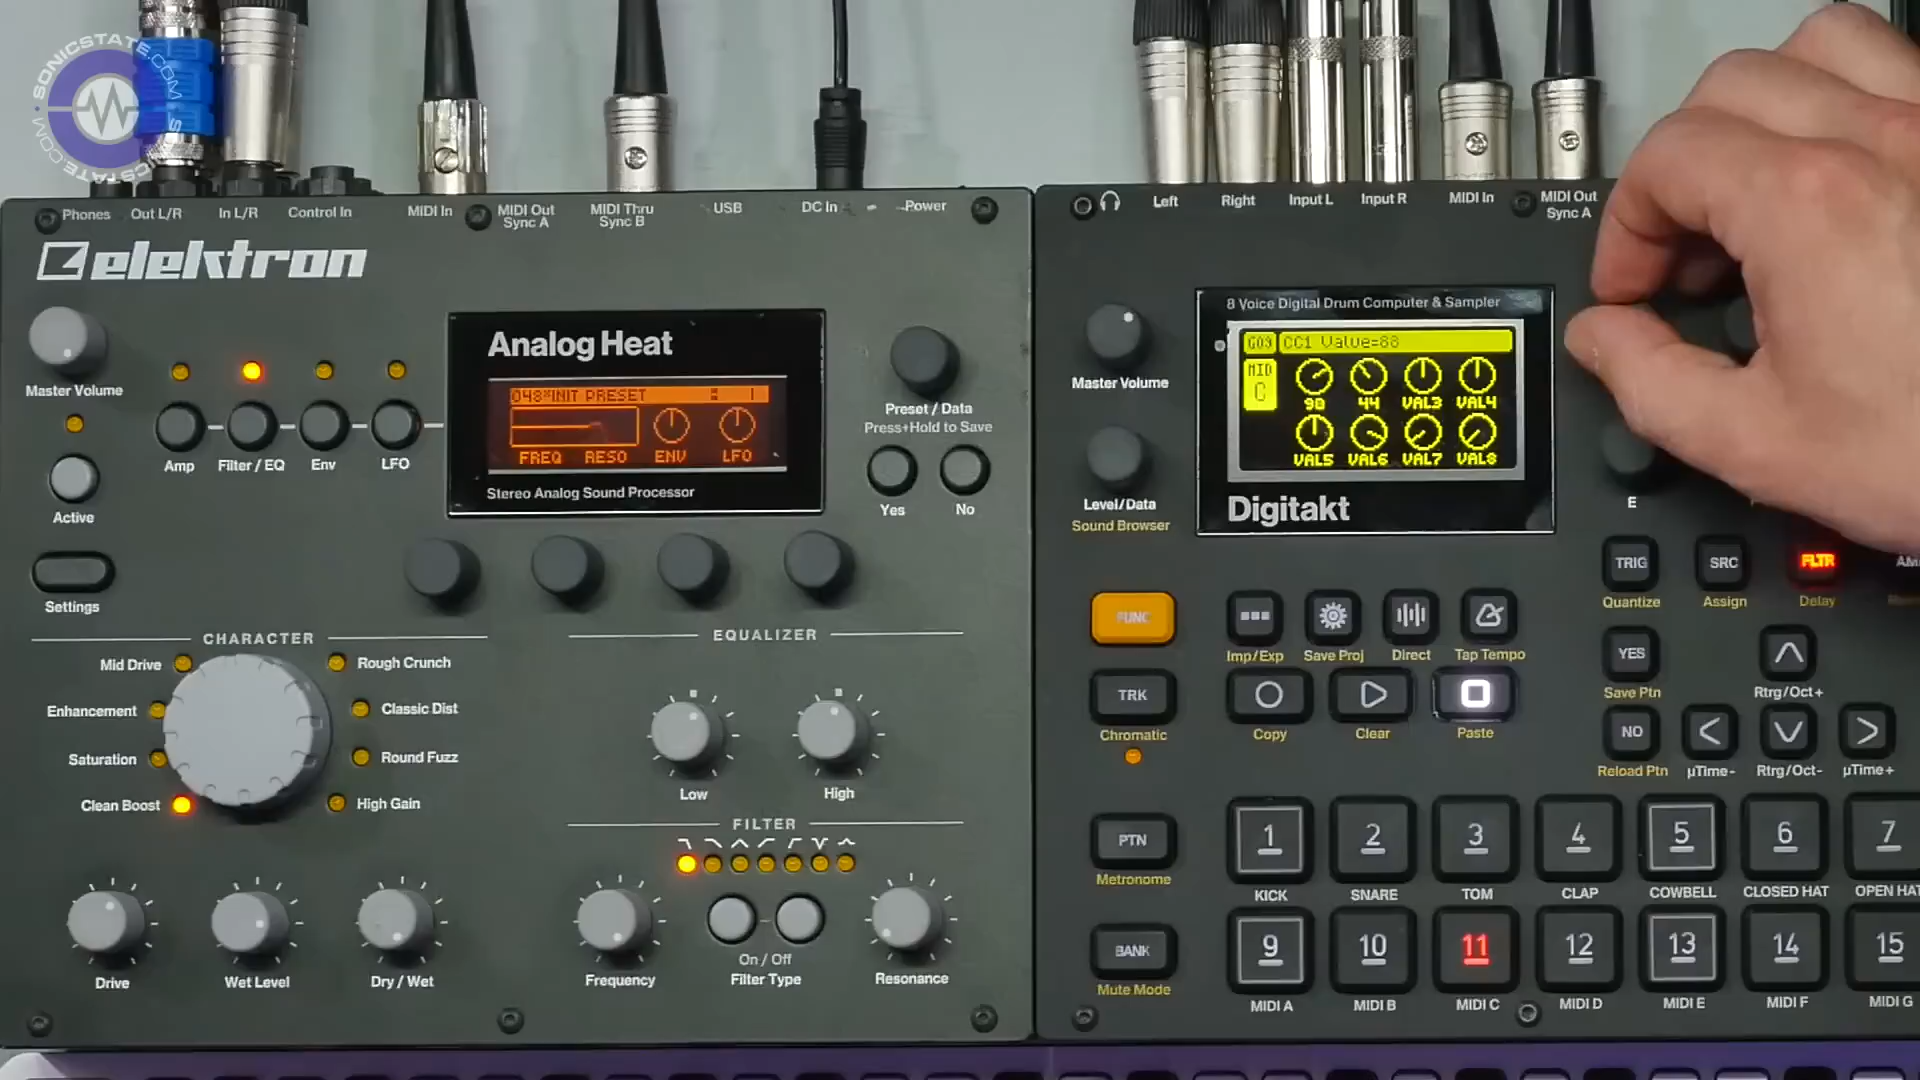 SONICSTATE.COM
SONICSTATE.COM
Phones
Out L/R
In L/R
Control In
MIDI In
MIDI Out
Sync A
MIDI Thru
Sync B
USB
DC In
Power
elektron
Master Volume
Active
Settings
Amp
Filter / EQ
Env
LFO
Analog Heat
INIT PRESET
FREQ RESO ENV LFO
Stereo Analog Sound Processor
Preset / Data
Press+Hold to Save
Yes
No
CHARACTER
Mid Drive
Enhancement
Saturation
Clean Boost
Rough Crunch
Classic Dist
Round Fuzz
High Gain
EQUALIZER
Low
High
FILTER
Drive
Wet Level
Dry / Wet
Frequency
On / Off
Filter Type
Resonance
Left
Right
Input L
Input R
MIDI In
MIDI Out
Sync A
8 Voice Digital Drum Computer & Sampler
G09 CC1 Value=88
MID
C
90 44 VAL3 VAL4
VAL5 VAL6 VAL7 VAL8
Digitakt
Master Volume
Level/Data
Sound Browser
E
TRIG
Quantize
SRC
Assign
FLTR
Delay
FUNC
Imp/Exp
Save Proj
Direct
Tap Tempo
YES
Save Ptn
Rtrg/Oct+
TRK
Chromatic
Copy
Clear
Paste
NO
Reload Ptn
µTime-
Rtrg/Oct-
µTime+
PTN
Metronome
1 2 3 4 5 6 7
KICK SNARE TOM CLAP COWBELL CLOSED HAT OPEN HAT
BANK
Mute Mode
9 10 11 12 13 14 15
MIDI A MIDI B MIDI C MIDI D MIDI E MIDI F MIDI G